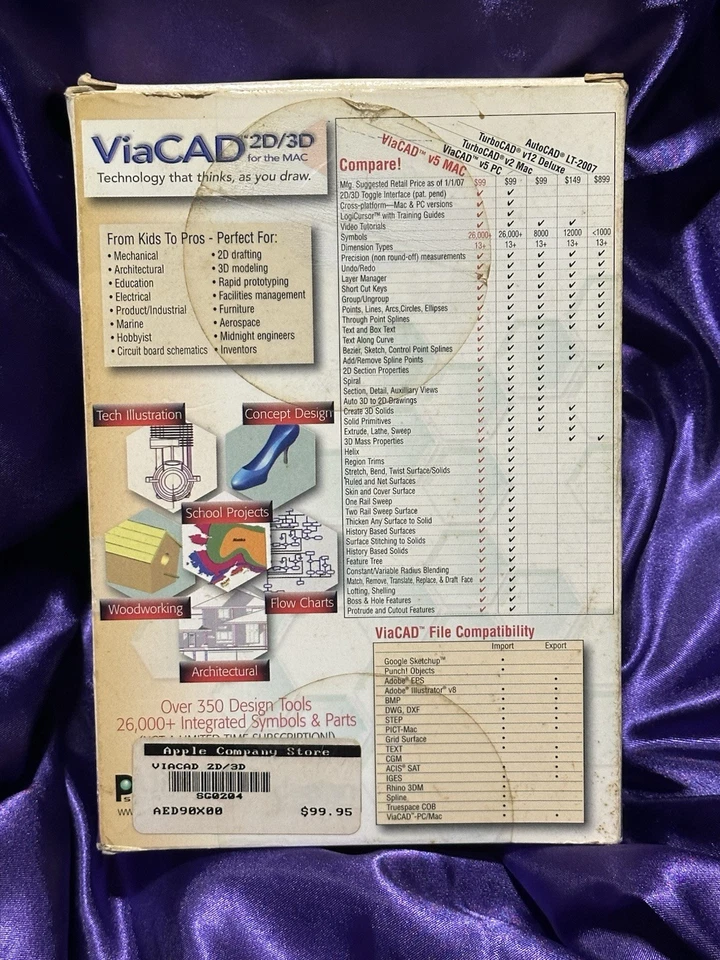 ViaCAD™ 2D/3D
for the MAC
Technology that thinks, as you draw.
From Kids To Pros - Perfect For:
• Mechanical
• Architectural
• Education
• Electrical
• Product/Industrial
• Marine
• Hobbyist
• Circuit board schematics
• 2D drafting
• 3D modeling
• Rapid prototyping
• Facilities management
• Furniture
• Aerospace
• Midnight engineers
• Inventors
Tech Illustration
Concept Design
School Projects
Woodworking
Flow Charts
Architectural
Over 350 Design Tools
26,000+ Integrated Symbols & Parts
(NOT A LIMITED TIME SUBSCRIPTION!)
Apple Company Store
VIACAD 2D/3D
SG0204
AED90X00 $99.95
www
Compare!
ViaCAD™ v5 MAC
ViaCAD™ v5 PC
TurboCAD® v2 Mac
TurboCAD® v12 Deluxe
AutoCAD® LT-2007
Mfg. Suggested Retail Price as of 1/1/07 $99 $99 $99 $149 $899
2D/3D Toggle Interface (pat. pend) ✓ ✓
Cross-platform—Mac & PC versions ✓ ✓
LogiCursor™ with Training Guides ✓ ✓
Video Tutorials ✓ ✓ ✓ ✓
Symbols 26,000+ 26,000+ 8000 12000 <1000
Dimension Types 13+ 13+ 13+ 13+ 13+
Precision (non round-off) measurements
Undo/Redo
Layer Manager
Short Cut Keys
Group/Ungroup
Points, Lines, Arcs,Circles, Ellipses
Through Point Splines
Text and Box Text
Text Along Curve
Bezier, Sketch, Control Point Splines
Add/Remove Spline Points
2D Section Properties
Spiral
Section, Detail, Auxilliary Views
Auto 3D to 2D Drawings
Create 3D Solids
Solid Primitives
Extrude, Lathe, Sweep
3D Mass Properties
Helix
Region Trims
Stretch, Bend, Twist Surface/Solids
Ruled and Net Surfaces
Skin and Cover Surface
One Rail Sweep
Two Rail Surface Sweep
Thicken Any Surface to Solid
History Based Surfaces
Surface Stitching to Solids
History Based Solids
Feature Tree
Constant/Variable Radius Blending
Match, Remove, Translate, Replace, & Draft Face
Lofting, Shelling
Boss & Hole Features
Protrude and Cutout Features
ViaCAD™ File Compatibility
Import Export
Google Sketchup™
Punch! Objects
Adobe® EPS
Adobe® Illustrator® v8
BMP
DWG, DXF
STEP
PICT-Mac
Grid Surface
TEXT
CGM
ACIS® SAT
IGES
Rhino 3DM
Spline
Truespace COB
ViaCAD™-PC/Mac